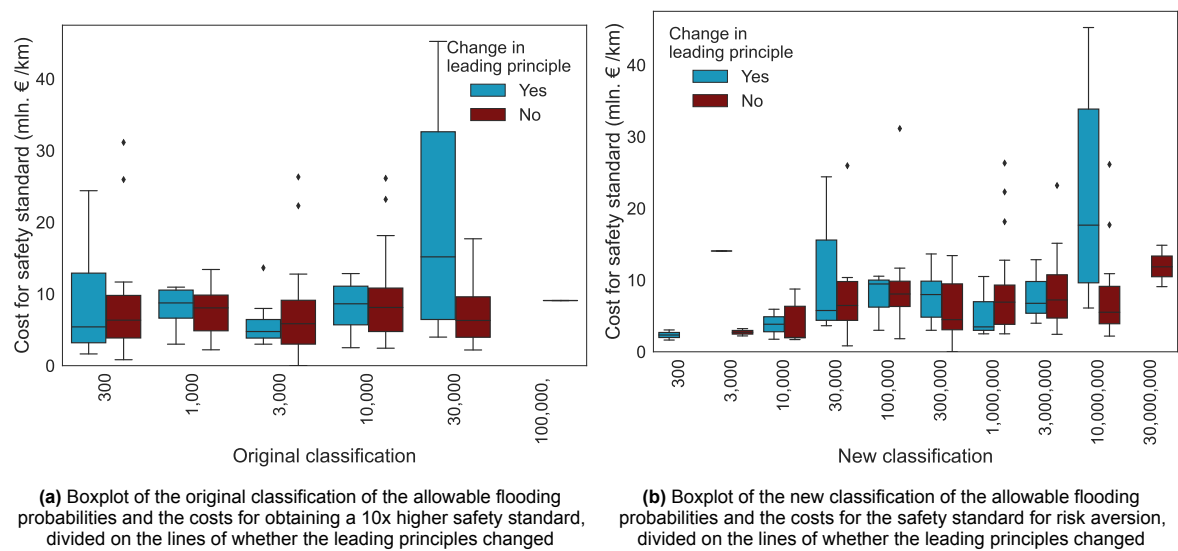 Cost for safety standard (mln. € /km)
40
30
20
10
0
Change in
leading principle
Yes
No
300
1,000
3,000
10,000
30,000
100,000,
Original classification
(a) Boxplot of the original classification of the allowable flooding
probabilities and the costs for obtaining a 10x higher safety standard,
divided on the lines of whether the leading principles changed
Cost for safety standard (mln. € /km)
40
30
20
10
0
Change in
leading principle
Yes
No
300
3,000
10,000
30,000
100,000
300,000
1,000,000
3,000,000
10,000,000
30,000,000
New classification
(b) Boxplot of the new classification of the allowable flooding
probabilities and the costs for the safety standard for risk aversion,
divided on the lines of whether the leading principles changed